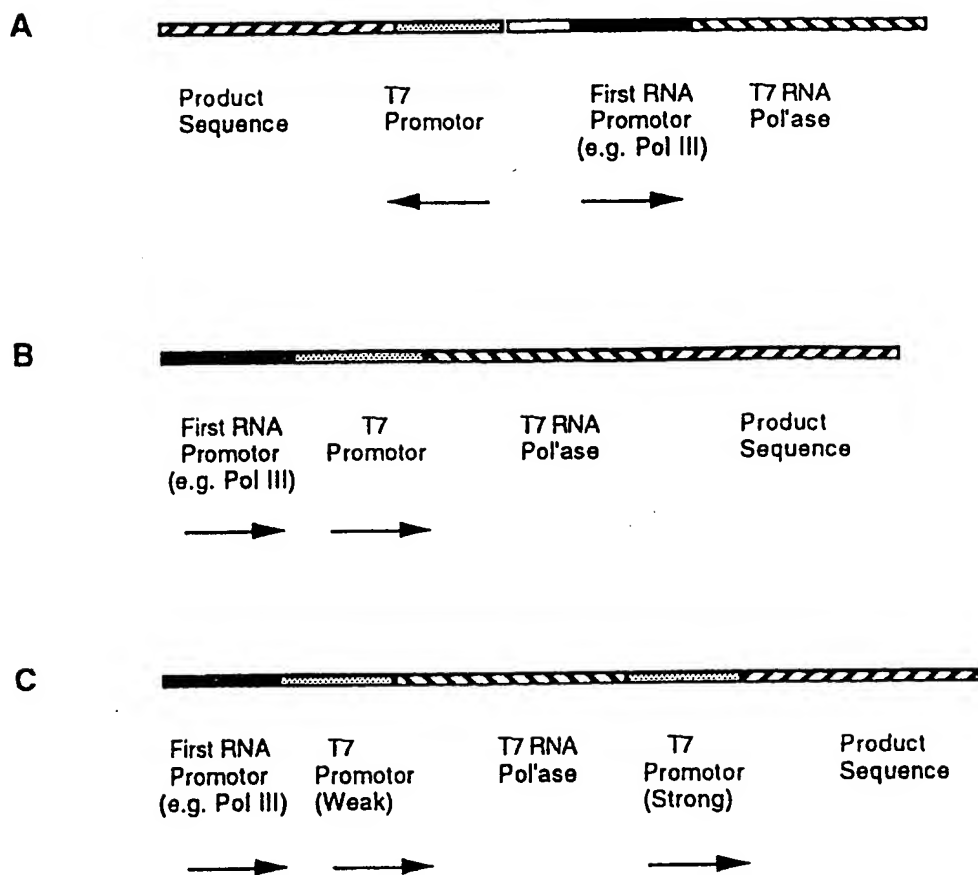 A
Product
Sequence
T7
Promotor
First RNA
Promotor
(e.g. Pol III)
T7 RNA
Pol'ase
B
First RNA
Promotor
(e.g. Pol III)
T7
Promotor
T7 RNA
Pol'ase
Product
Sequence
C
First RNA
Promotor
(e.g. Pol III)
T7
Promotor
(Weak)
T7 RNA
Pol'ase
T7
Promotor
(Strong)
Product
Sequence